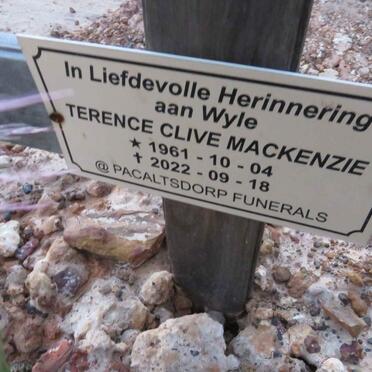 In Liefdevolle Herinnering
aan Wyle
TERENCE CLIVE MACKENZIE
★ 1961 - 10 - 04
✝ 2022 - 09 - 18
@ PACALTSDORP FUNERALS